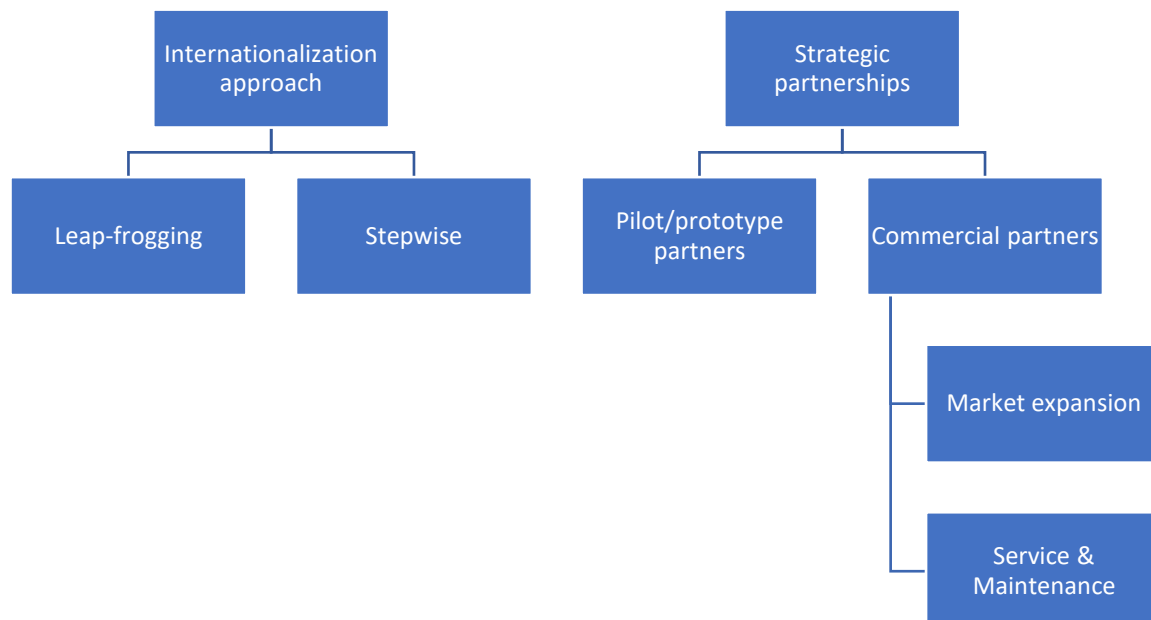 Internationalization
approach
Strategic
partnerships
Leap-frogging
Stepwise
Pilot/prototype
partners
Commercial partners
Market expansion
Service &
Maintenance